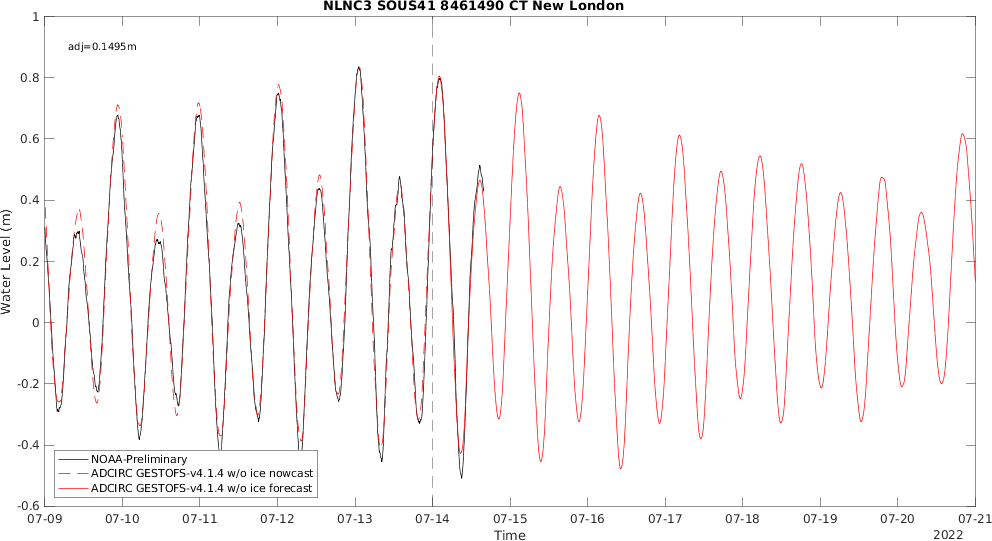 NLNC3 SOUS41 8461490 CT New London
adj=0.1495m
1
0.8
0.6
0.4
0.2
0
-0.2
-0.4
-0.6
Water Level (m)
NOAA-Preliminary
ADCIRC GESTOFS-v4.1.4 w/o ice nowcast
ADCIRC GESTOFS-v4.1.4 w/o ice forecast
07-09 07-10 07-11 07-12 07-13 07-14 07-15 07-16 07-17 07-18 07-19 07-20 07-21
Time
2022